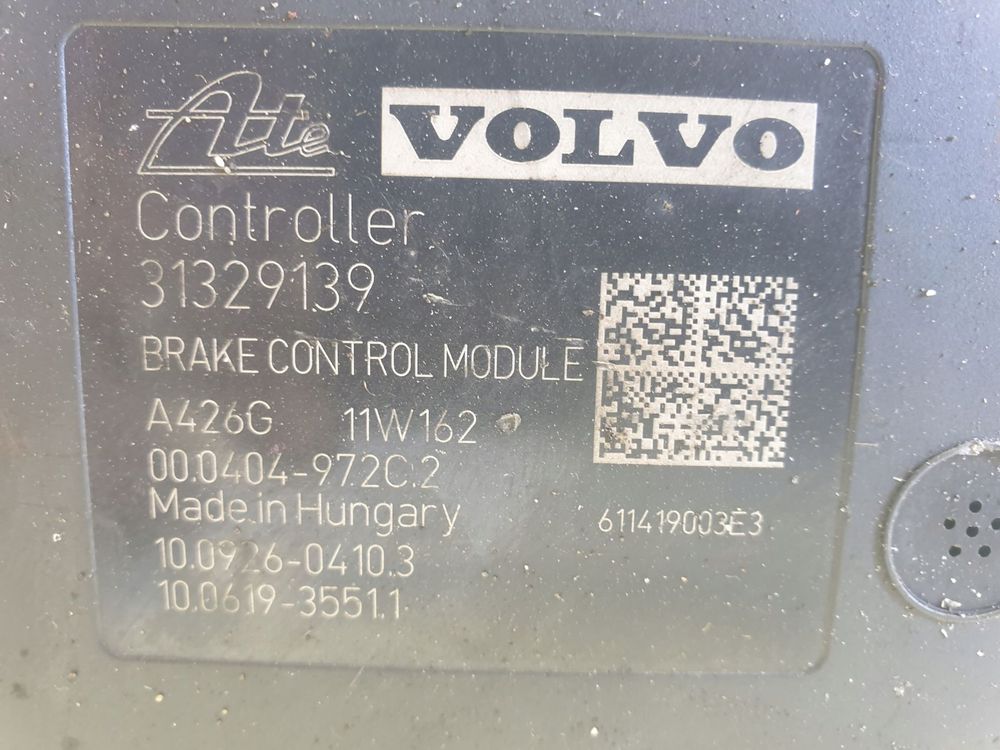 Ate VOLVO
Controller
31329139
BRAKE CONTROL MODULE
A426G 11W162
00.0404-972C.2
Made in Hungary
611419003E3
10.0926-0410.3
10.0619-3551.1